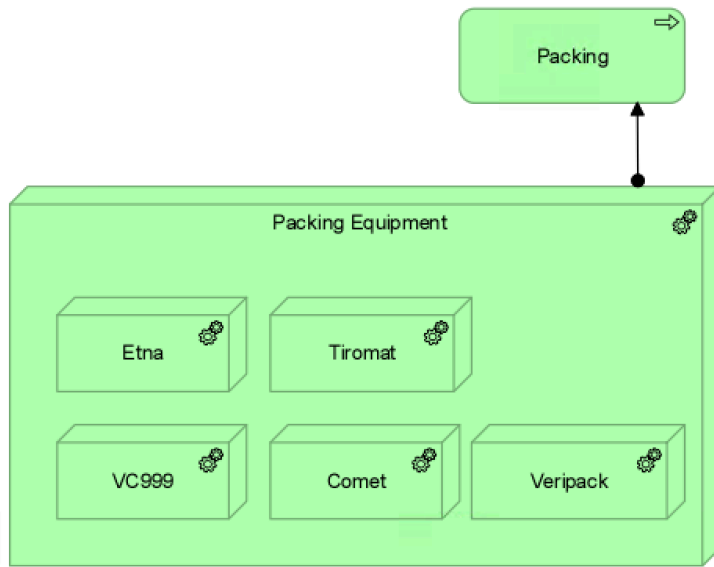 Packing
Packing Equipment
Etna
Tiromat
VC999
Comet
Veripack